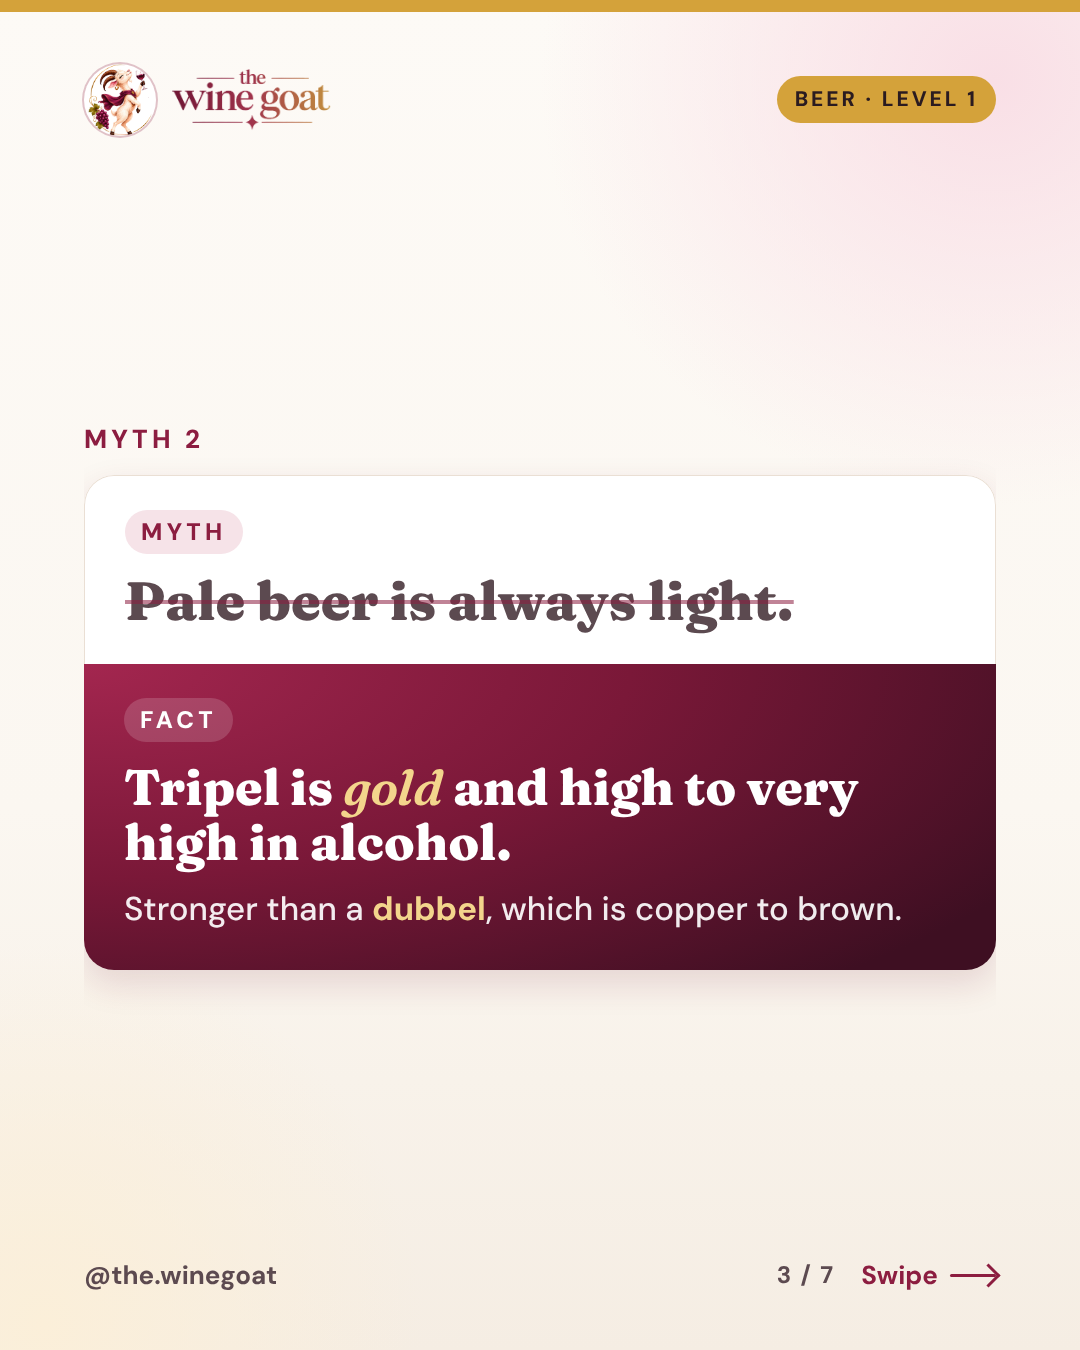 the
wine goat
BEER · LEVEL 1
MYTH 2
MYTH
Pale beer is always light.
FACT
Tripel is gold and high to very
high in alcohol.
Stronger than a dubbel, which is copper to brown.
@the.winegoat
3 / 7 Swipe